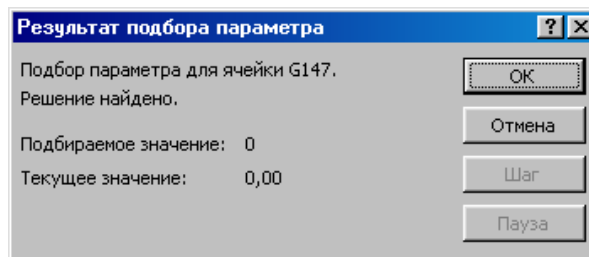 Результат подбора параметра
Подбор параметра для ячейки G147.
Решение найдено.
Подбираемое значение: 0
Текущее значение: 0,00
ОК
Отмена
Шаг
Пауза